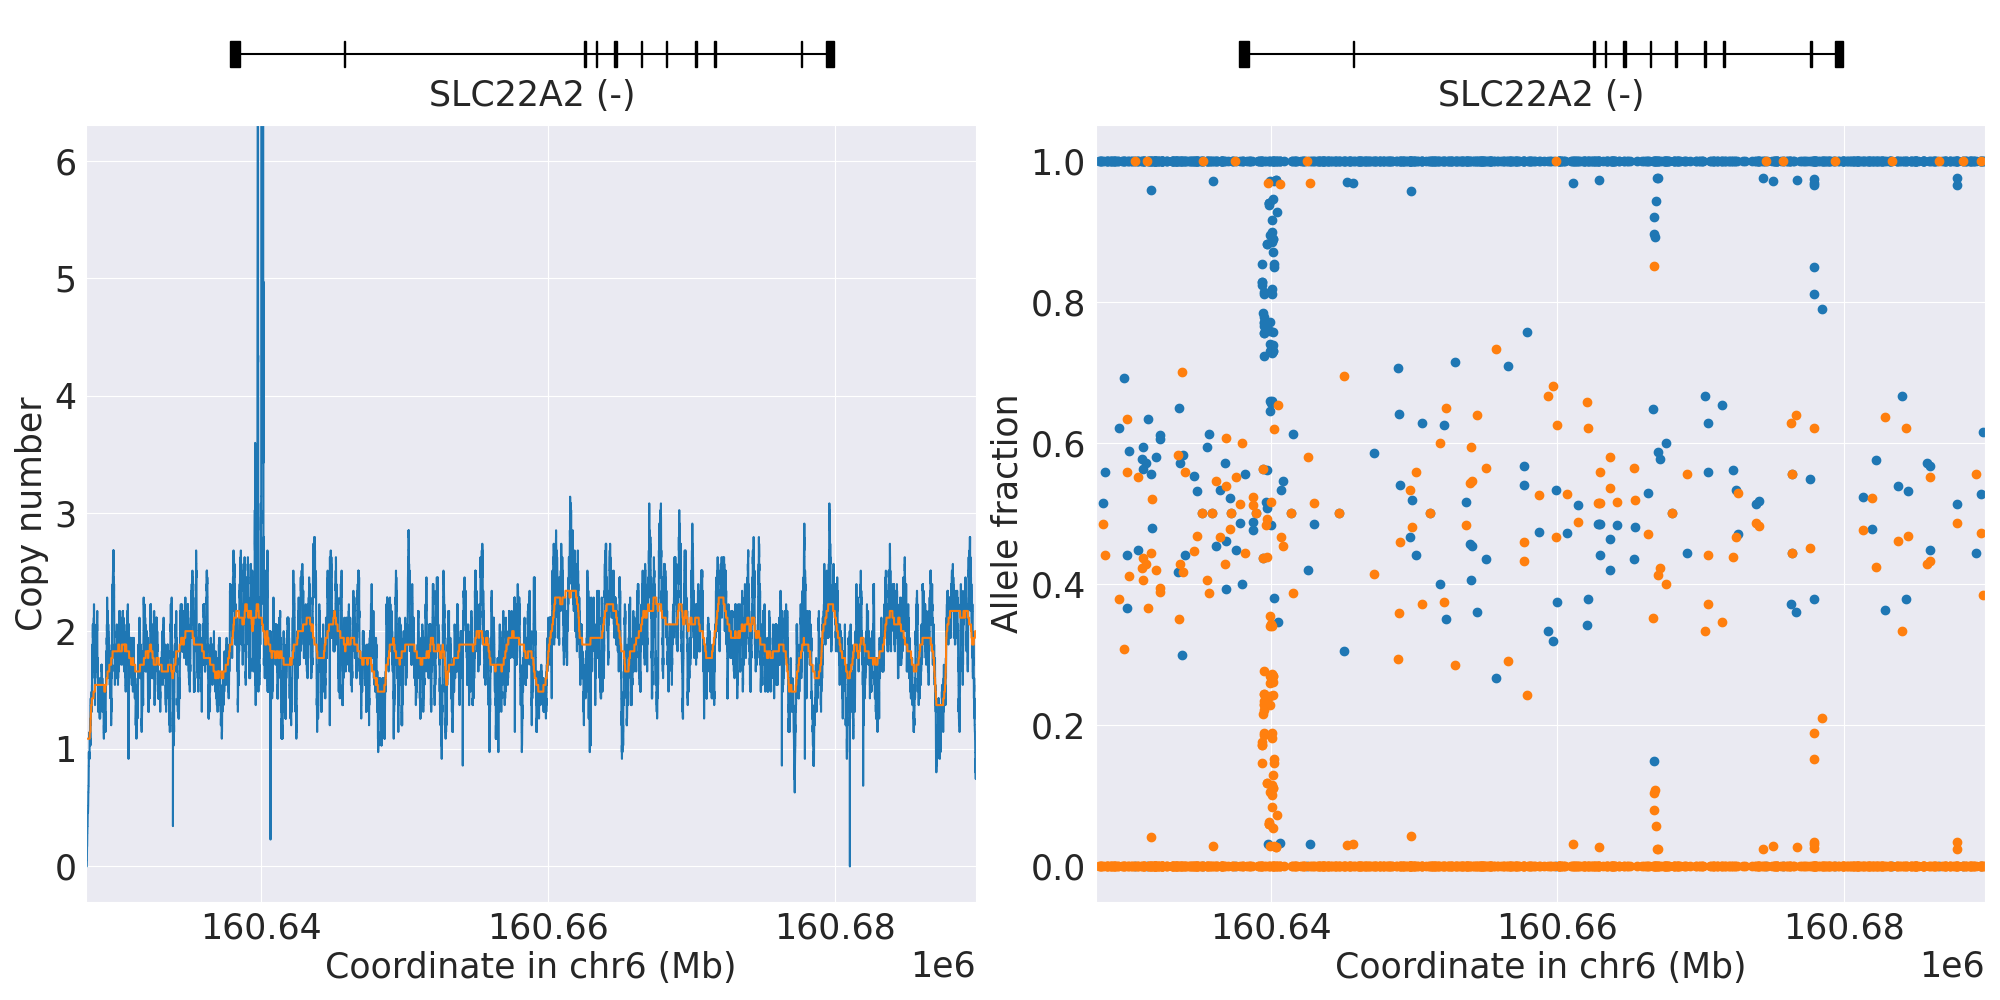 SLC22A2 (-)
6
5
4
3
2
1
0
Copy number
160.64
160.66
160.68
Coordinate in chr6 (Mb)
1e6
SLC22A2 (-)
1.0
0.8
0.6
0.4
0.2
0.0
Allele fraction
160.64
160.66
160.68
Coordinate in chr6 (Mb)
1e6